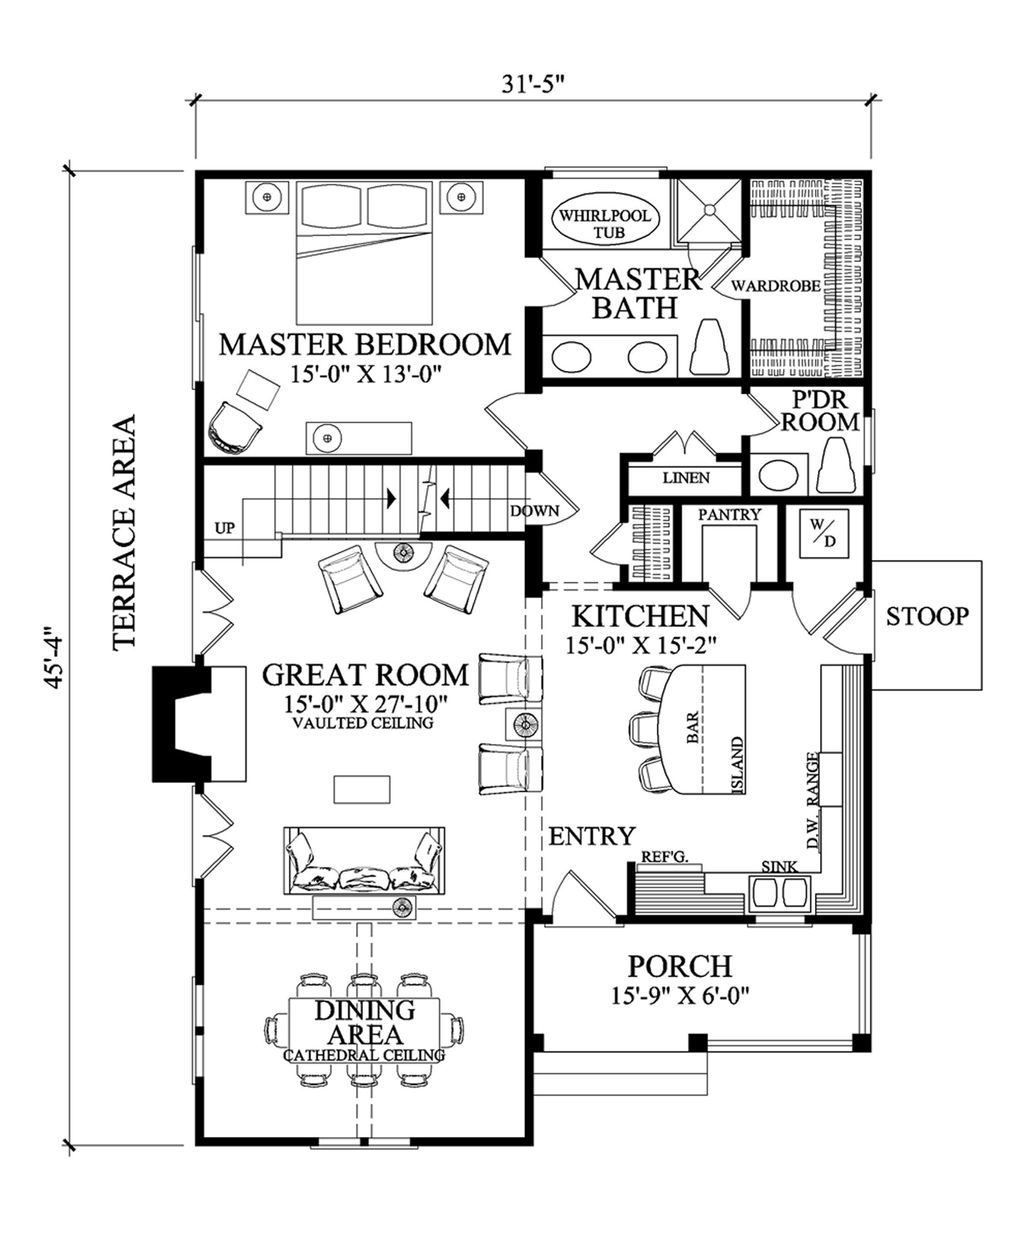 31'-5"
WHIRLPOOL
TUB
MASTER
BATH
WARDROBE
MASTER BEDROOM
15'-0" X 13'-0"
P'DR
ROOM
LINEN
TERRACE AREA
UP
DOWN
PANTRY
W/D
KITCHEN
15'-0" X 15'-2"
STOOP
45'-4"
GREAT ROOM
15'-0" X 27'-10"
VAULTED CEILING
BAR
ISLAND
D.W. RANGE
ENTRY
REF'G.
SINK
PORCH
15'-9" X 6'-0"
DINING
AREA
CATHEDRAL CEILING